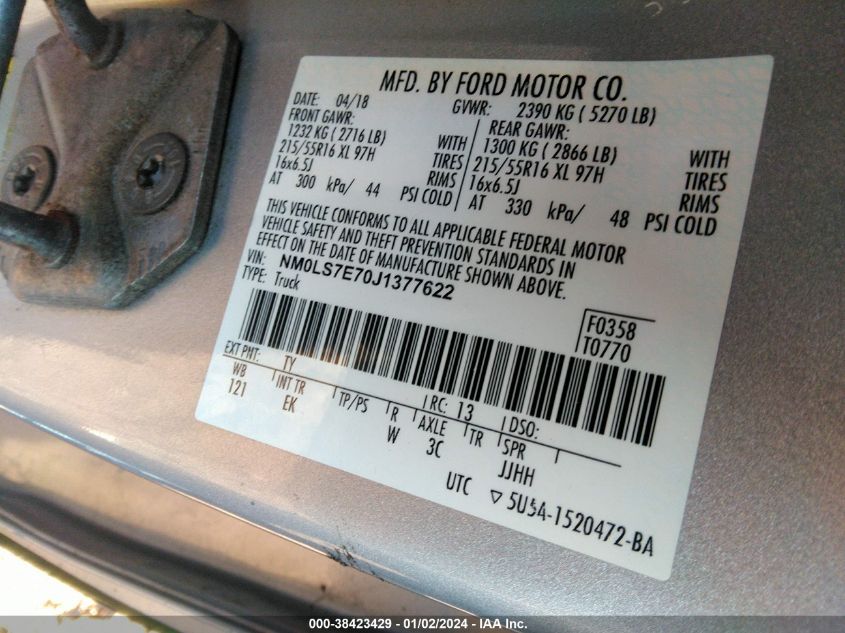 MFD. BY FORD MOTOR CO.
DATE: 04/18 GVWR: 2390 KG ( 5270 LB)
FRONT GAWR: REAR GAWR:
1232 KG ( 2716 LB) WITH 1300 KG ( 2866 LB) WITH
215/55R16 XL 97H TIRES 215/55R16 XL 97H TIRES
16x6.5J RIMS 16x6.5J RIMS
AT 300 kPa/ 44 PSI COLD AT 330 kPa/ 48 PSI COLD
THIS VEHICLE CONFORMS TO ALL APPLICABLE FEDERAL MOTOR
VEHICLE SAFETY AND THEFT PREVENTION STANDARDS IN
EFFECT ON THE DATE OF MANUFACTURE SHOWN ABOVE.
VIN: NM0LS7E70J1377622
TYPE: Truck
F0358
T0770
EXT PNT: TY RC: 13 DSO:
WB INT TR TP/PS R AXLE TR SPR
121 EK W 3C JJHH
UTC ▽ 5U5A-1520472-BA
000-38423429 - 01/02/2024 - IAA Inc.